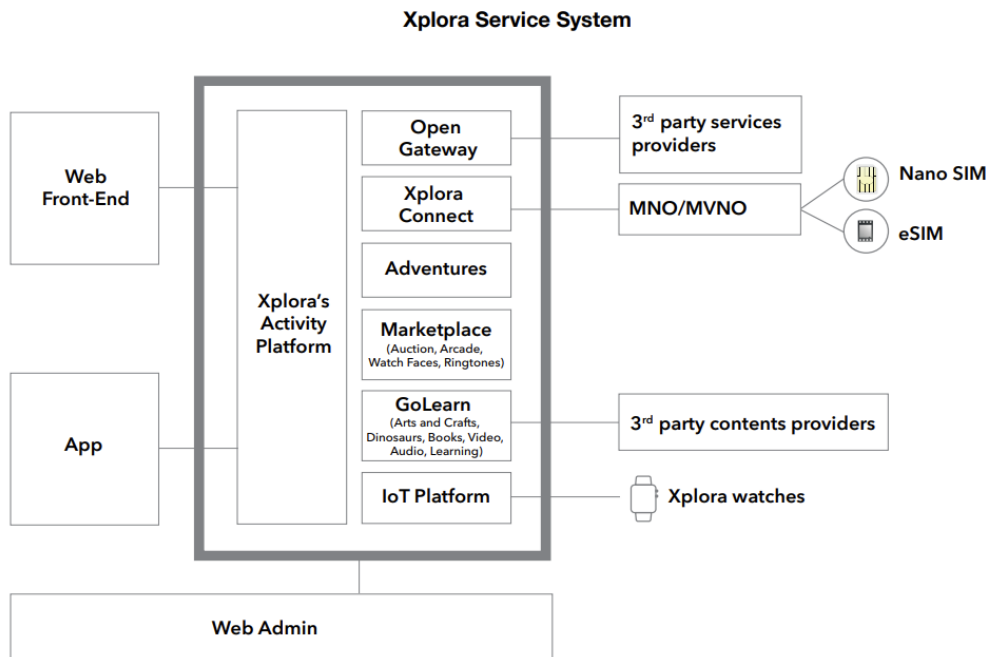 Xplora Service System
Web
Front-End
App
Xplora‘s
Activity
Platform
Open
Gateway
Xplora
Connect
Adventures
Marketplace
(Auction, Arcade,
Watch Faces, Ringtones)
GoLearn
(Arts and Crafts,
Dinosaurs, Books, Video,
Audio, Learning)
IoT Platform
3rd party services
providers
MNO/MVNO
Nano SIM
eSIM
3rd party contents providers
Xplora watches
Web Admin